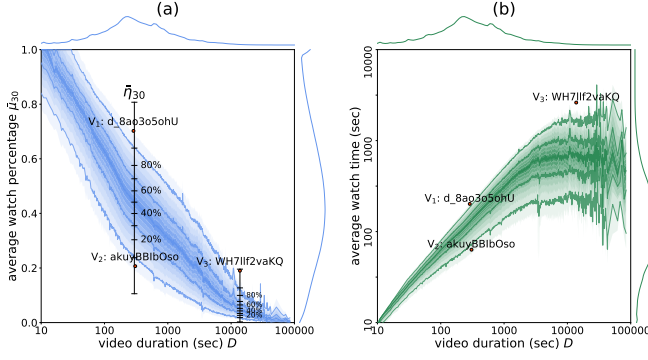 (a)
average watch percentage μ̄30
1.0
0.8
0.6
0.4
0.2
0.0
η̄30
V1: d_8ao3o5ohU
80%
60%
40%
20%
V2: akuyBBIbOso
V3: WH7llf2vaKQ
80%
60%
40%
20%
10
100
1000
10000
100000
video duration (sec) D
(b)
average watch time (sec)
10000
1000
100
10
V3: WH7llf2vaKQ
V1: d_8ao3o5ohU
V2: akuyBBIbOso
10
100
1000
10000
100000
video duration (sec) D